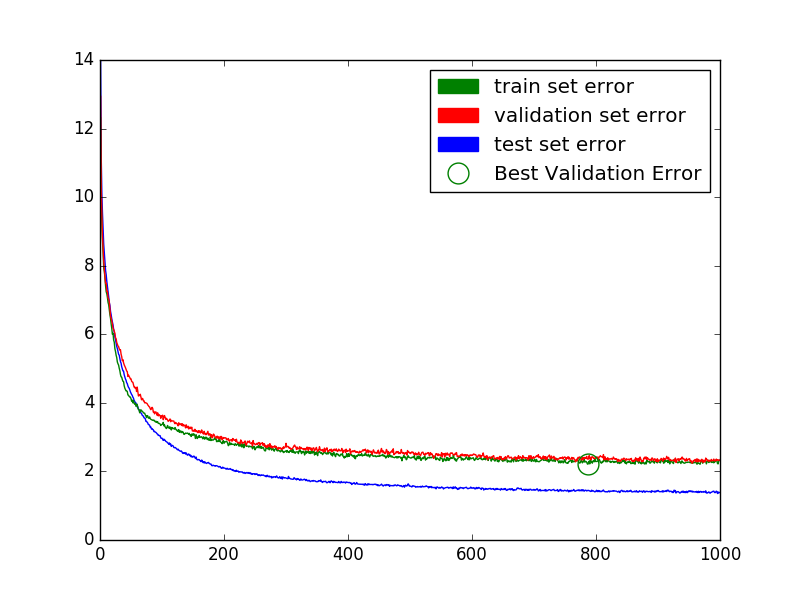 14
12
10
8
6
4
2
0
0 200 400 600 800 1000
train set error
validation set error
test set error
Best Validation Error